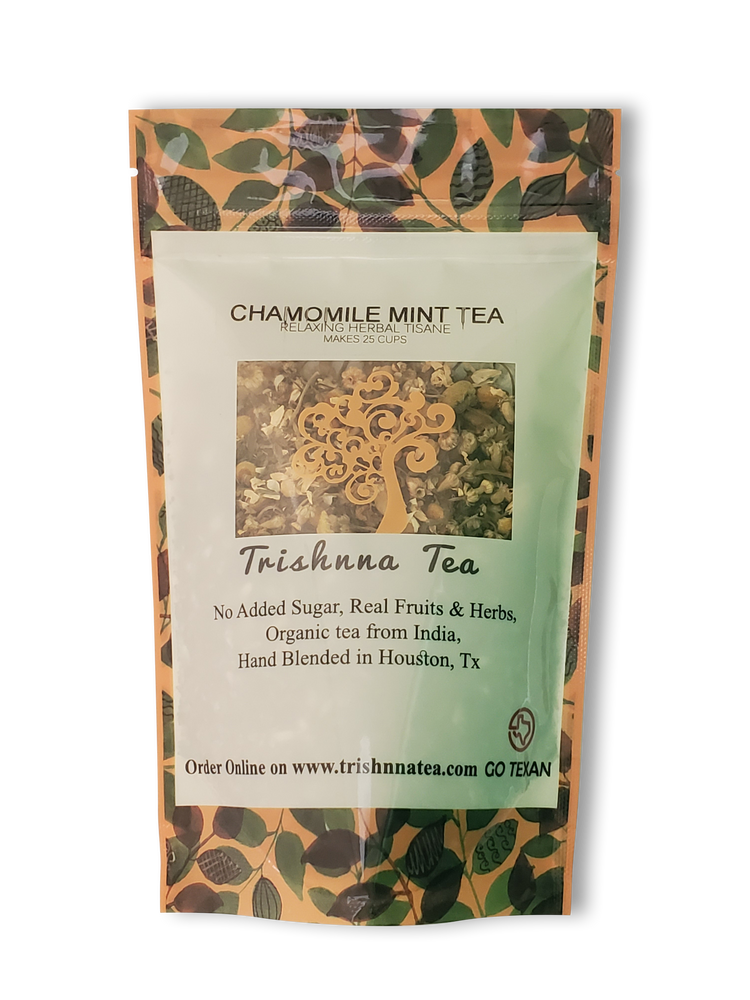 CHAMOMILE MINT TEA
RELAXING HERBAL TISANE
MAKES 25 CUPS
Trishnna Tea
No Added Sugar, Real Fruits & Herbs,
Organic tea from India,
Hand Blended in Houston, Tx
Order Online on www.trishnnatea.com GO TEXAN